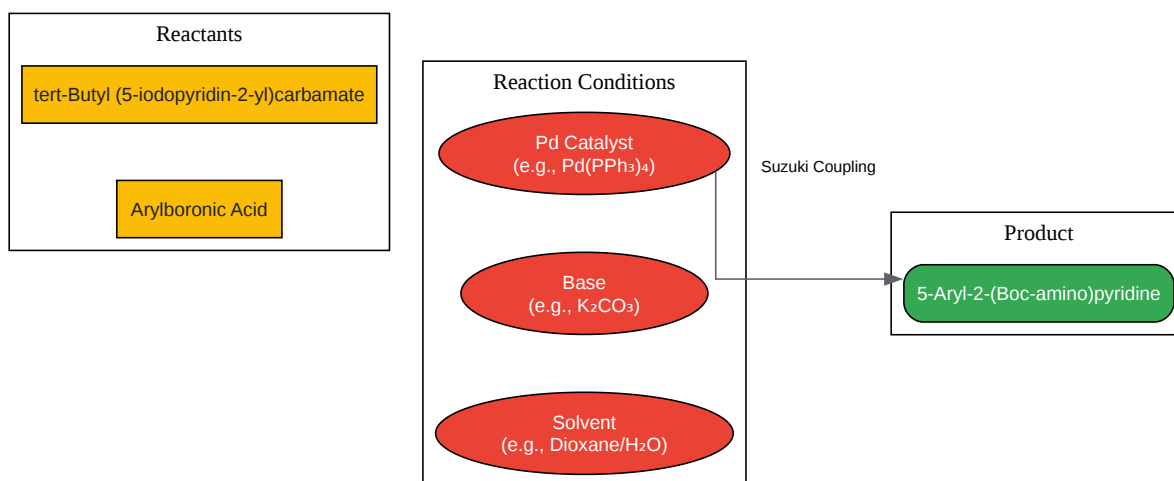 Reactants
tert-Butyl (5-iodopyridin-2-yl)carbamate
Arylboronic Acid
Reaction Conditions
Pd Catalyst
(e.g., Pd(PPh₃)₄)
Base
(e.g., K₂CO₃)
Solvent
(e.g., Dioxane/H₂O)
Suzuki Coupling
Product
5-Aryl-2-(Boc-amino)pyridine